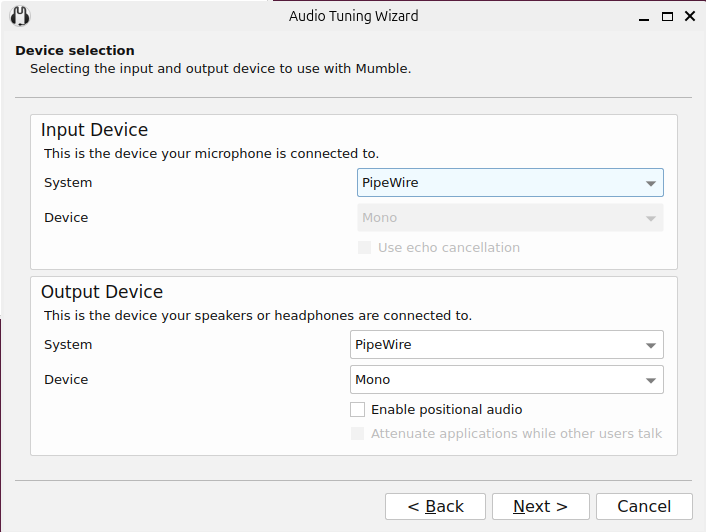 Audio Tuning Wizard
Device selection
Selecting the input and output device to use with Mumble.
Input Device
This is the device your microphone is connected to.
System PipeWire
Device Mono
Use echo cancellation
Output Device
This is the device your speakers or headphones are connected to.
System PipeWire
Device Mono
Enable positional audio
Attenuate applications while other users talk
< Back Next > Cancel